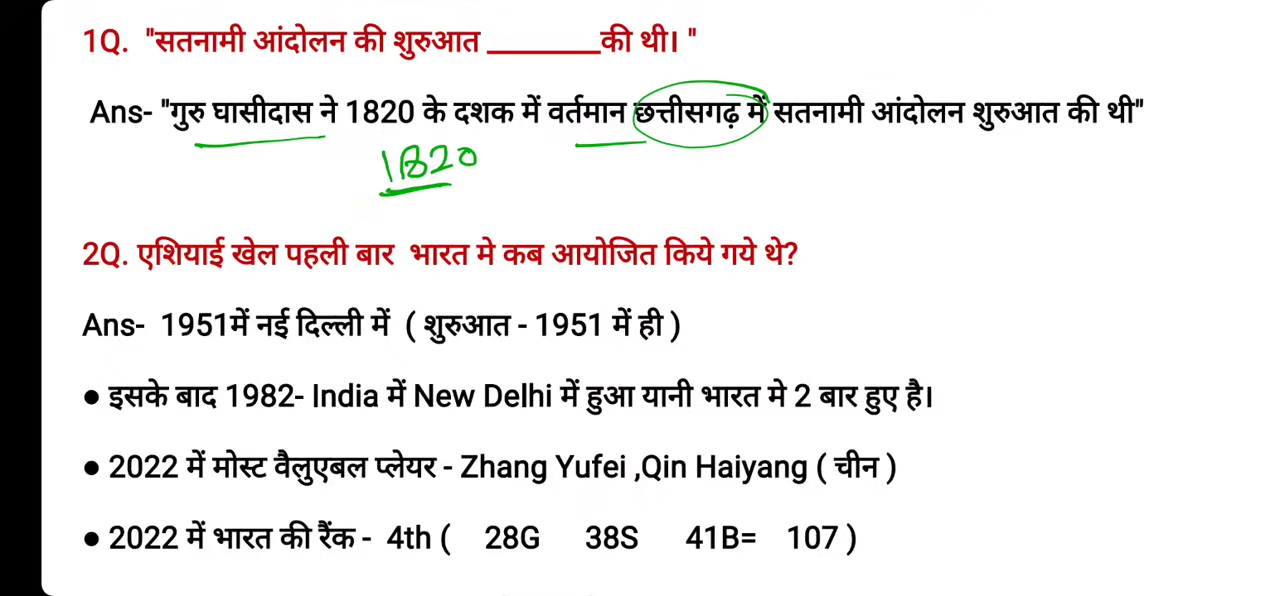 1Q. "सतनामी आंदोलन की शुरुआत ________की थी। "
Ans- "गुरु घासीदास ने 1820 के दशक में वर्तमान छत्तीसगढ़ में सतनामी आंदोलन शुरुआत की थी"
1820
2Q. एशियाई खेल पहली बार भारत मे कब आयोजित किये गये थे?
Ans- 1951में नई दिल्ली में ( शुरुआत - 1951 में ही )
● इसके बाद 1982- India में New Delhi में हुआ यानी भारत मे 2 बार हुए है।
● 2022 में मोस्ट वैलुएबल प्लेयर - Zhang Yufei ,Qin Haiyang ( चीन )
● 2022 में भारत की रैंक - 4th ( 28G 38S 41B= 107 )